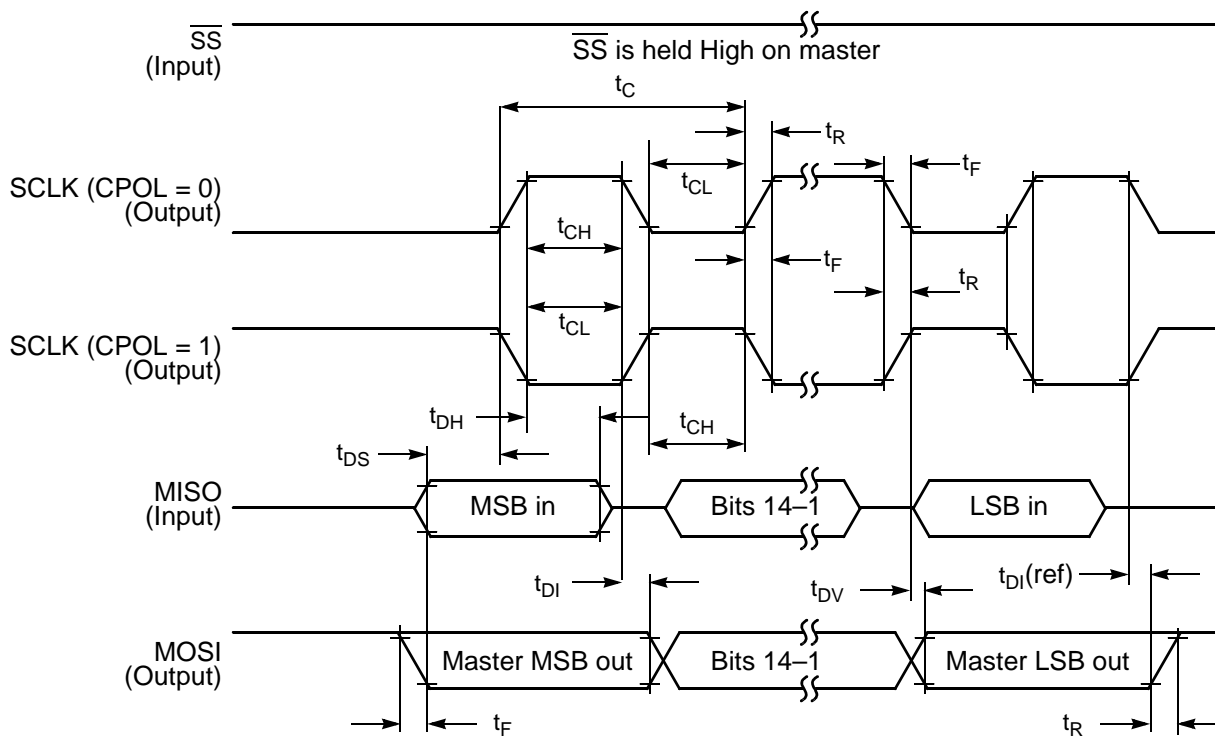 SS
(Input)
SS is held High on master
tC
tR
SCLK (CPOL = 0)
(Output)
tCL
tF
tCH
tF
tR
tCL
SCLK (CPOL = 1)
(Output)
tDH
tCH
tDS
MISO
(Input)
MSB in
Bits 14–1
LSB in
tDI
tDV
tDI(ref)
MOSI
(Output)
Master MSB out
Bits 14–1
Master LSB out
tF
tR